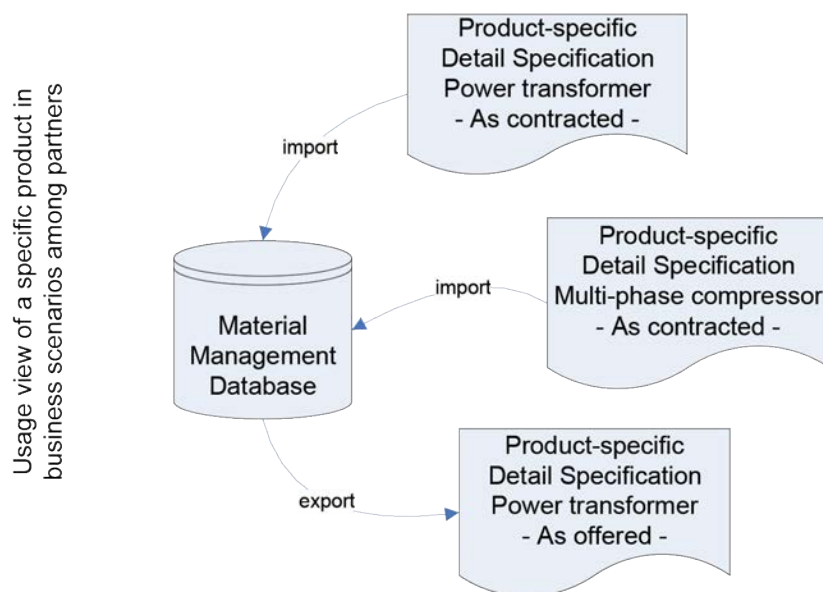 Usage view of a specific product in
business scenarios among partners
Product-specific
Detail Specification
Power transformer
- As contracted -
import
Product-specific
Detail Specification
Multi-phase compressor
- As contracted -
import
Material
Management
Database
Product-specific
Detail Specification
Power transformer
- As offered -
export